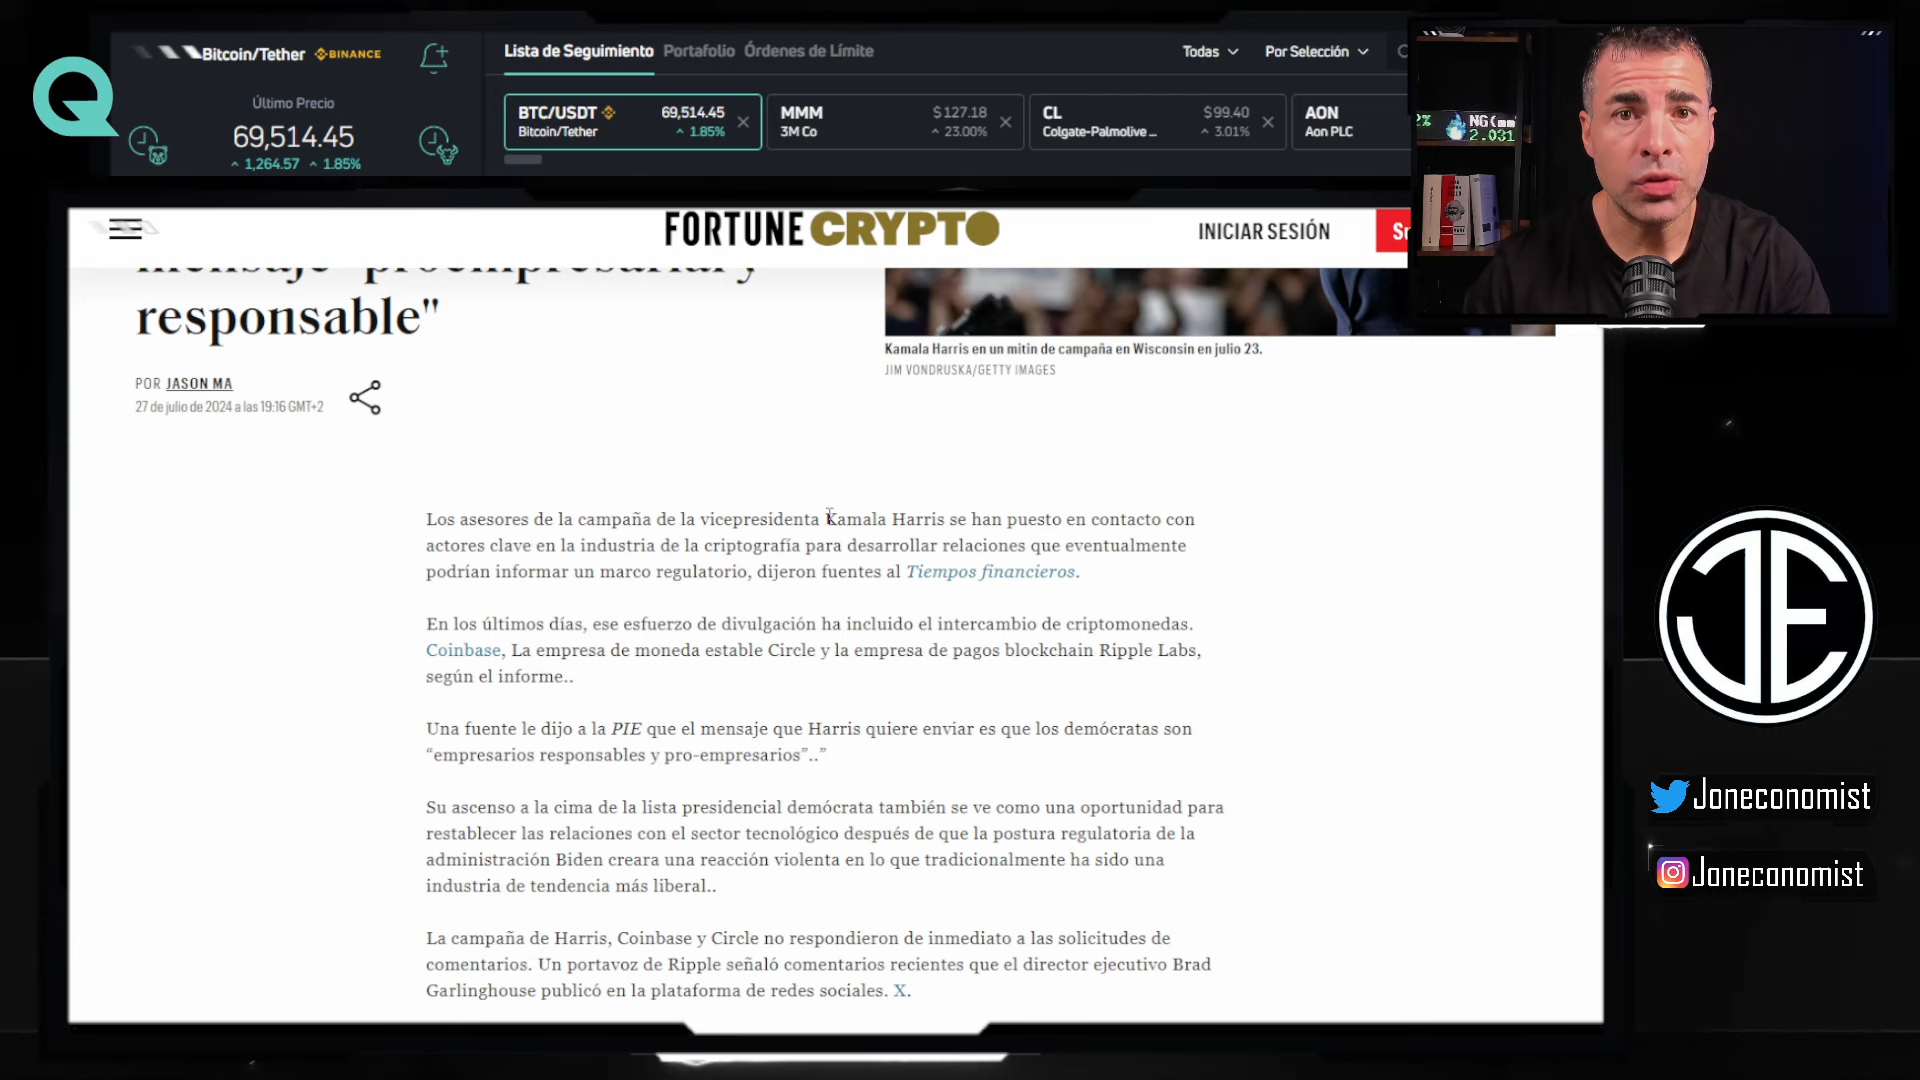 Bitcoin/Tether BINANCE
Último Precio
69,514.45
1,264.57 1.85%
Lista de Seguimiento Portafolio Órdenes de Límite
Todas Por Selección
BTC/USDT 69,514.45
Bitcoin/Tether 1.85%
MMM $127.18
3M Co 23.00%
CL $99.40
Colgate-Palmolive ... 3.01%
AON
Aon PLC
NG(
2.031
FORTUNE CRYPTO
INICIAR SESIÓN
mensaje "proempresarial y
responsable"
POR JASON MA
27 de julio de 2024 a las 19:16 GMT+2
Kamala Harris en un mitin de campaña en Wisconsin en julio 23.
JIM VONDRUSKA/GETTY IMAGES
Los asesores de la campaña de la vicepresidenta Kamala Harris se han puesto en contacto con
actores clave en la industria de la criptografía para desarrollar relaciones que eventualmente
podrían informar un marco regulatorio, dijeron fuentes al Tiempos financieros.
En los últimos días, ese esfuerzo de divulgación ha incluido el intercambio de criptomonedas.
Coinbase, La empresa de moneda estable Circle y la empresa de pagos blockchain Ripple Labs,
según el informe..
Una fuente le dijo a la PIE que el mensaje que Harris quiere enviar es que los demócratas son
“empresarios responsables y pro-empresarios”..”
Su ascenso a la cima de la lista presidencial demócrata también se ve como una oportunidad para
restablecer las relaciones con el sector tecnológico después de que la postura regulatoria de la
administración Biden creara una reacción violenta en lo que tradicionalmente ha sido una
industria de tendencia más liberal..
La campaña de Harris, Coinbase y Circle no respondieron de inmediato a las solicitudes de
comentarios. Un portavoz de Ripple señaló comentarios recientes que el director ejecutivo Brad
Garlinghouse publicó en la plataforma de redes sociales. X.
JE
Joneconomist
Joneconomist